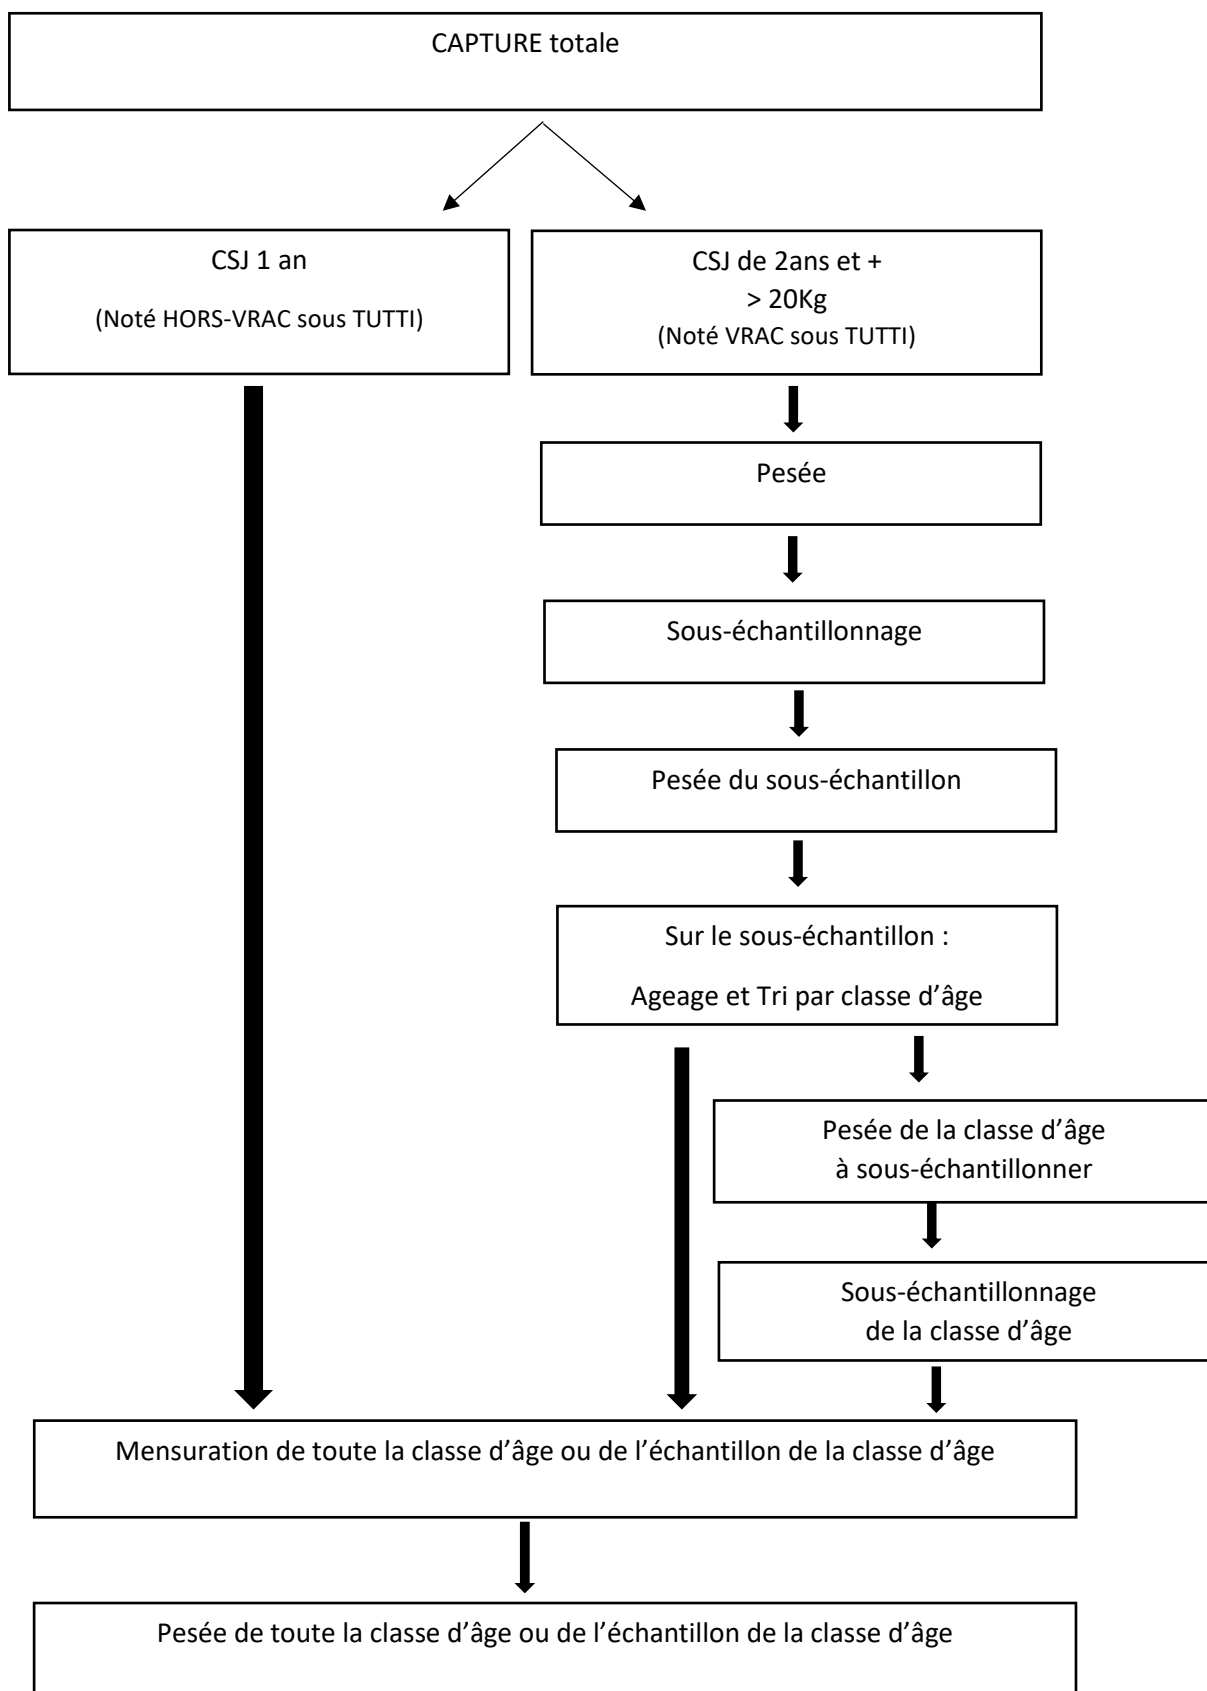 CAPTURE totale
CSJ 1 an
(Noté HORS-VRAC sous TUTTI)
CSJ de 2ans et +
> 20Kg
(Noté VRAC sous TUTTI)
Pesée
Sous-échantillonnage
Pesée du sous-échantillon
Sur le sous-échantillon :
Ageage et Tri par classe d’âge
Pesée de la classe d’âge
à sous-échantillonner
Sous-échantillonnage
de la classe d’âge
Mensuration de toute la classe d’âge ou de l’échantillon de la classe d’âge
Pesée de toute la classe d’âge ou de l’échantillon de la classe d’âge